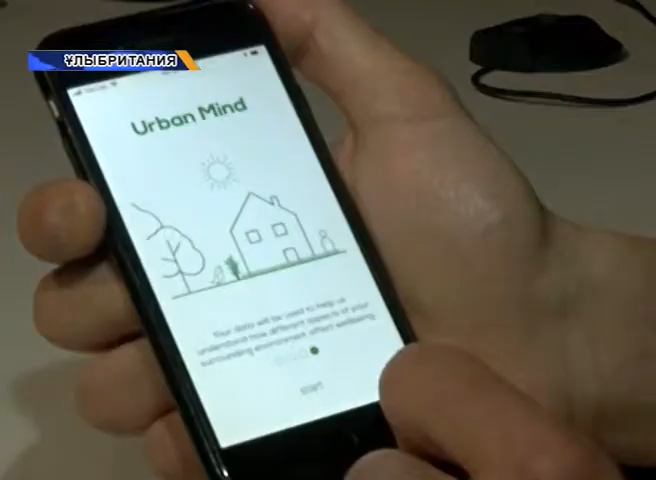 ҰЛЫБРИТАНИЯ
Urban Mind
Your data will be used to help us
understand how different aspects of your
surrounding environment affect wellbeing
START